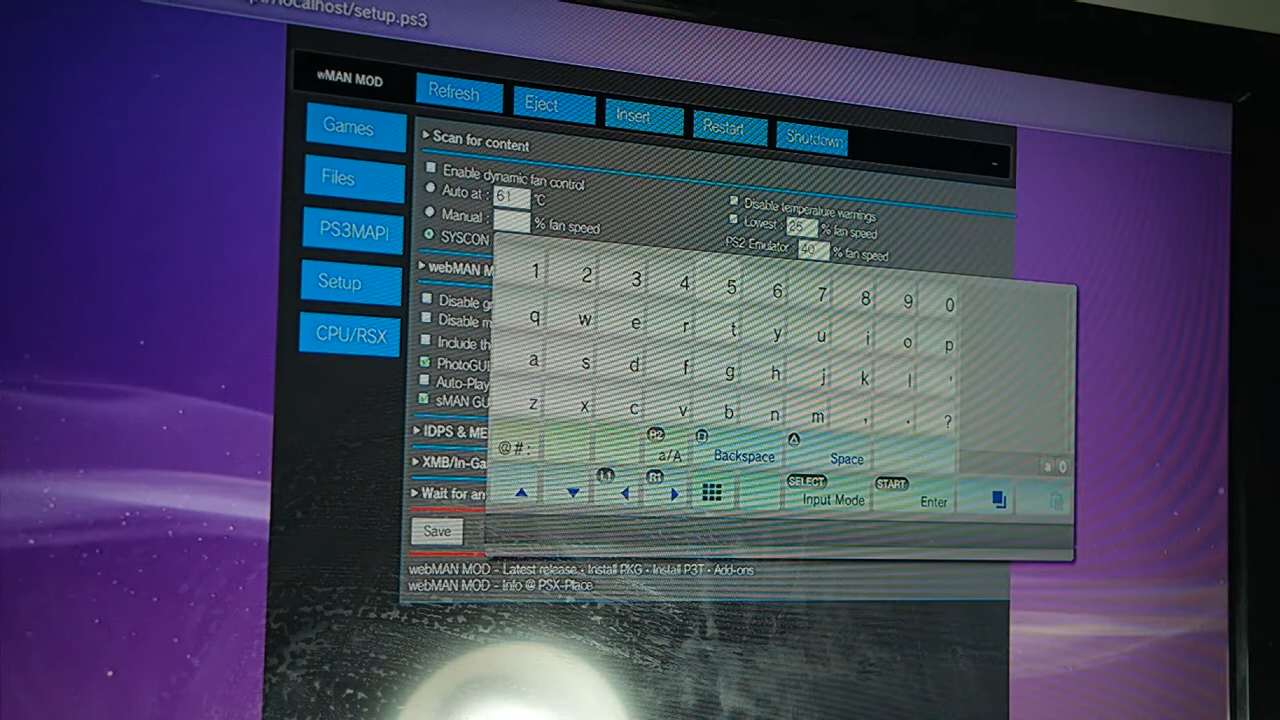 localhost/setup.ps3
wMAN MOD
Refresh
Eject
Insert
Restart
Shutdown
Games
Files
PS3MAPI
Setup
CPU/RSX
Scan for content
Enable dynamic fan control
Auto at : 61 °C
Manual : % fan speed
SYSCON
Disable temperature warnings
Lowest : 25 % fan speed
PS2 Emulator : 40 % fan speed
webMAN M
Disable g
Disable m
Include th
PhotoGUI
Auto-Play
sMAN GU
IDPS & ME
XMB/In-Ga
Wait for an
Save
1 2 3 4 5 6 7 8 9 0
q w e r t y u i o p
a s d f g h j k l '
z x c v b n m , . ?
@#: R2 a/A Backspace Space
a 0
L1 R1 SELECT Input Mode START Enter
webMAN MOD - Latest release • Install PKG • Install P3T • Add-ons
webMAN MOD - Info @ PSX-Place